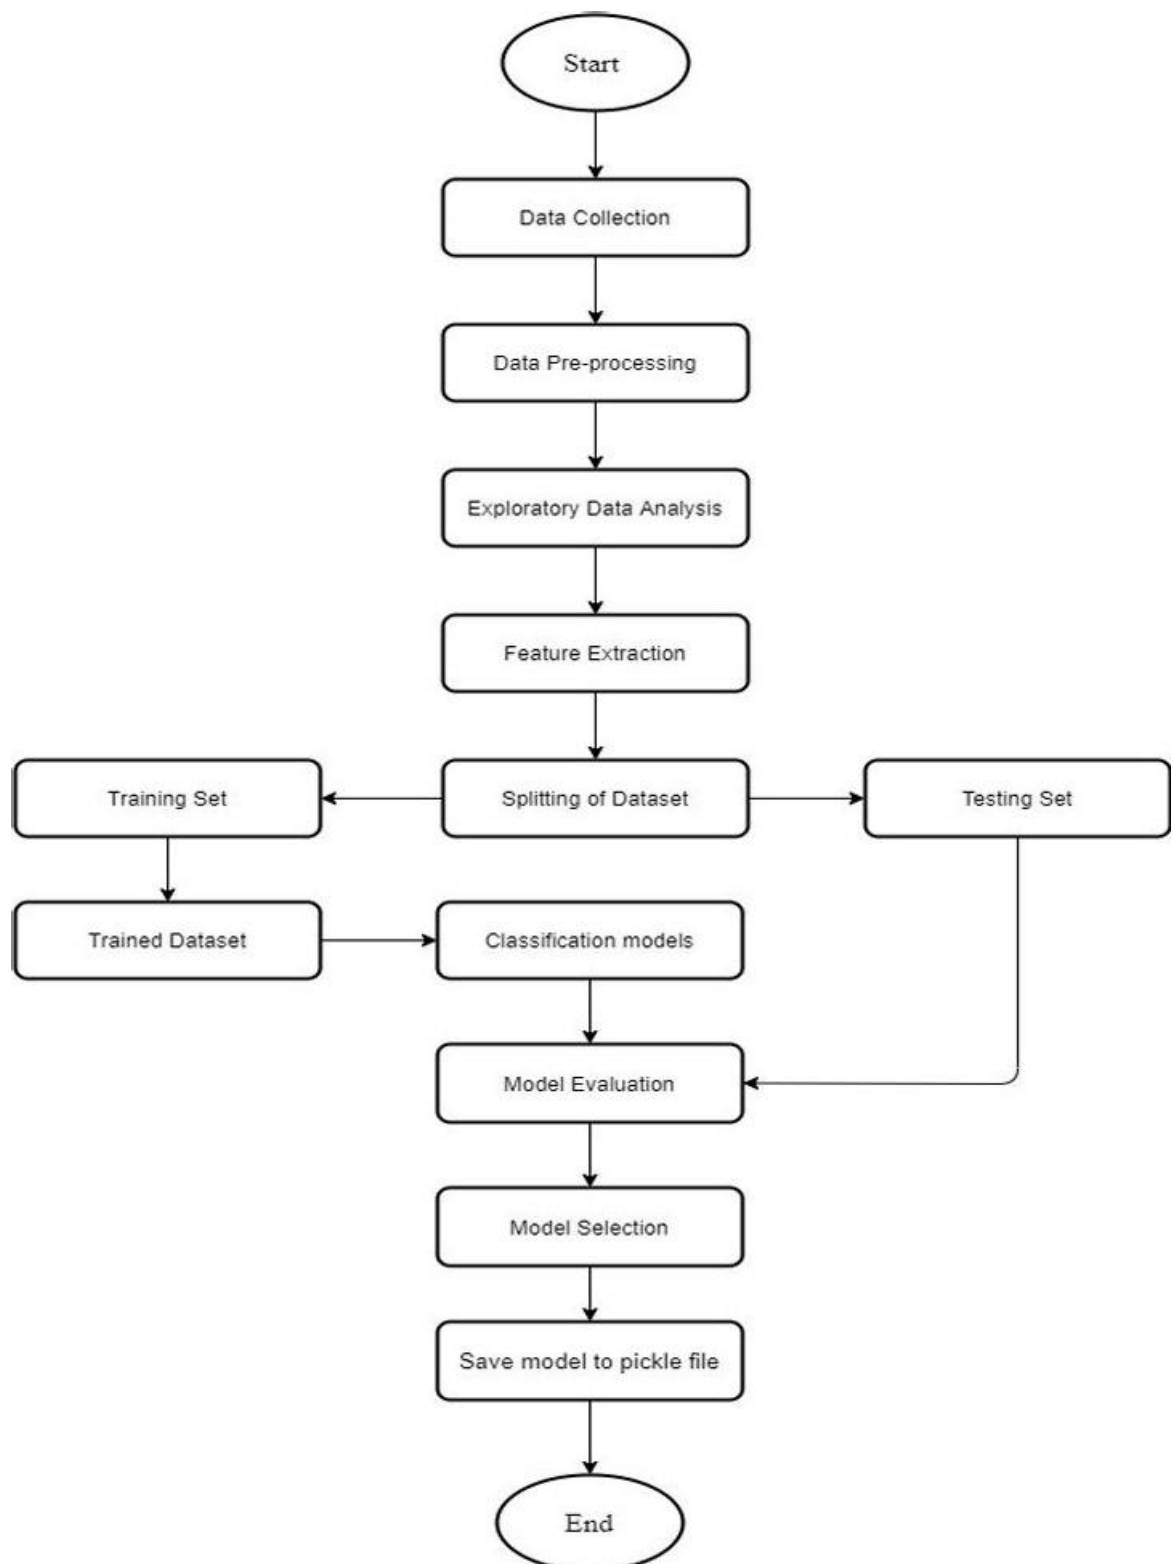 Start
Data Collection
Data Pre-processing
Exploratory Data Analysis
Feature Extraction
Training Set
Splitting of Dataset
Testing Set
Trained Dataset
Classification models
Model Evaluation
Model Selection
Save model to pickle file
End